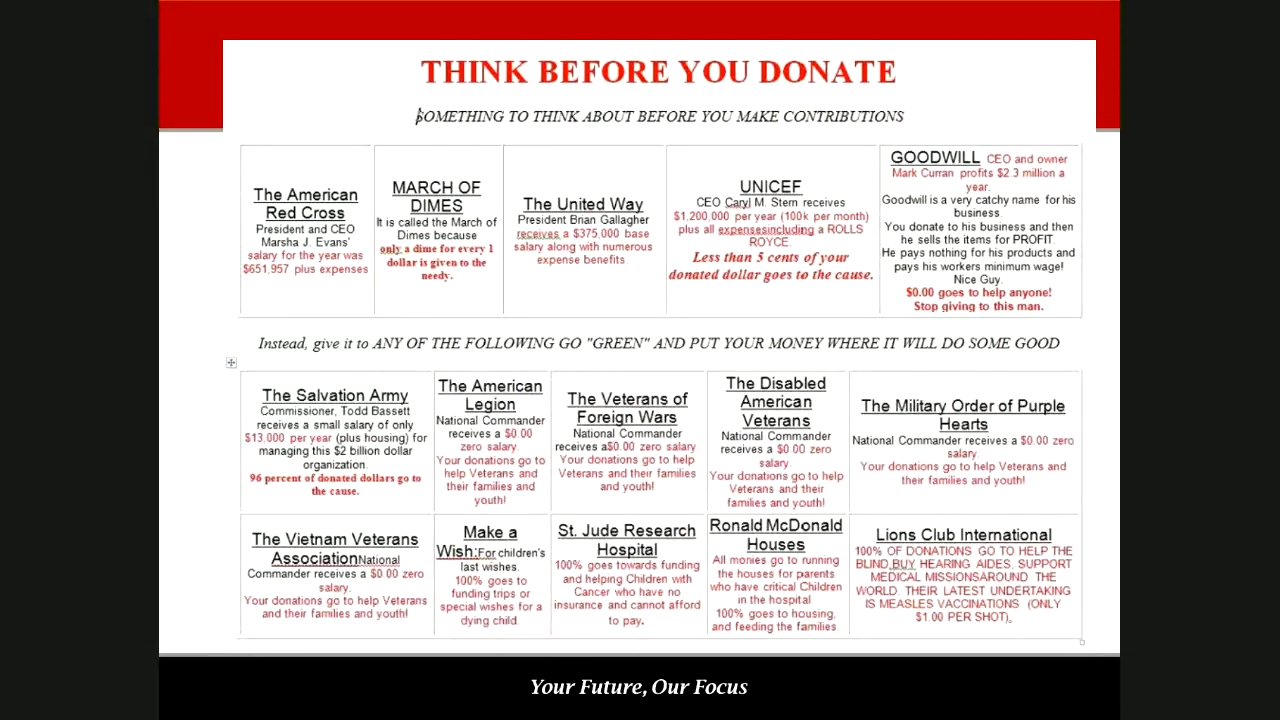 THINK BEFORE YOU DONATE
SOMETHING TO THINK ABOUT BEFORE YOU MAKE CONTRIBUTIONS
The American
Red Cross
President and CEO
Marsha J. Evans'
salary for the year was
$651,957 plus expenses
MARCH OF
DIMES
It is called the March of
Dimes because
only a dime for every 1
dollar is given to the
needy.
The United Way
President Brian Gallagher
receives a $375,000 base
salary along with numerous
expense benefits
UNICEF
CEO Caryl M. Stern receives
$1,200,000 per year (100k per month)
plus all expensesincluding a ROLLS
ROYCE
Less than 5 cents of your
donated dollar goes to the cause.
GOODWILL CEO and owner
Mark Curran profits $2.3 million a
year.
Goodwill is a very catchy name for his
business.
You donate to his business and then
he sells the items for PROFIT.
He pays nothing for his products and
pays his workers minimum wage!
Nice Guy.
$0.00 goes to help anyone!
Stop giving to this man.
Instead, give it to ANY OF THE FOLLOWING GO "GREEN" AND PUT YOUR MONEY WHERE IT WILL DO SOME GOOD
The Salvation Army
Commissioner, Todd Bassett
receives a small salary of only
$13,000 per year (plus housing) for
managing this $2 billion dollar
organization.
96 percent of donated dollars go to
the cause.
The American
Legion
National Commander
receives a $0.00
zero salary.
Your donations go to
help Veterans and
their families and
youth!
The Veterans of
Foreign Wars
National Commander
receives a$0.00 zero salary.
Your donations go to help
Veterans and their families
and youth!
The Disabled
American
Veterans
National Commander
receives a $0.00 zero
salary.
Your donations go to help
Veterans and their
families and youth!
The Military Order of Purple
Hearts
National Commander receives a $0.00 zero
salary.
Your donations go to help Veterans and
their families and youth!
The Vietnam Veterans
AssociationNational
Commander receives a $0.00 zero
salary.
Your donations go to help Veterans
and their families and youth!
Make a
Wish:For children's
last wishes.
100% goes to
funding trips or
special wishes for a
dying child.
St. Jude Research
Hospital
100% goes towards funding
and helping Children with
Cancer who have no
insurance and cannot afford
to pay.
Ronald McDonald
Houses
All monies go to running
the houses for parents
who have critical Children
in the hospital.
100% goes to housing,
and feeding the families.
Lions Club International
100% OF DONATIONS GO TO HELP THE
BLIND,BUY HEARING AIDES, SUPPORT
MEDICAL MISSIONSAROUND THE
WORLD. THEIR LATEST UNDERTAKING
IS MEASLES VACCINATIONS (ONLY
$1.00 PER SHOT).
Your Future, Our Focus